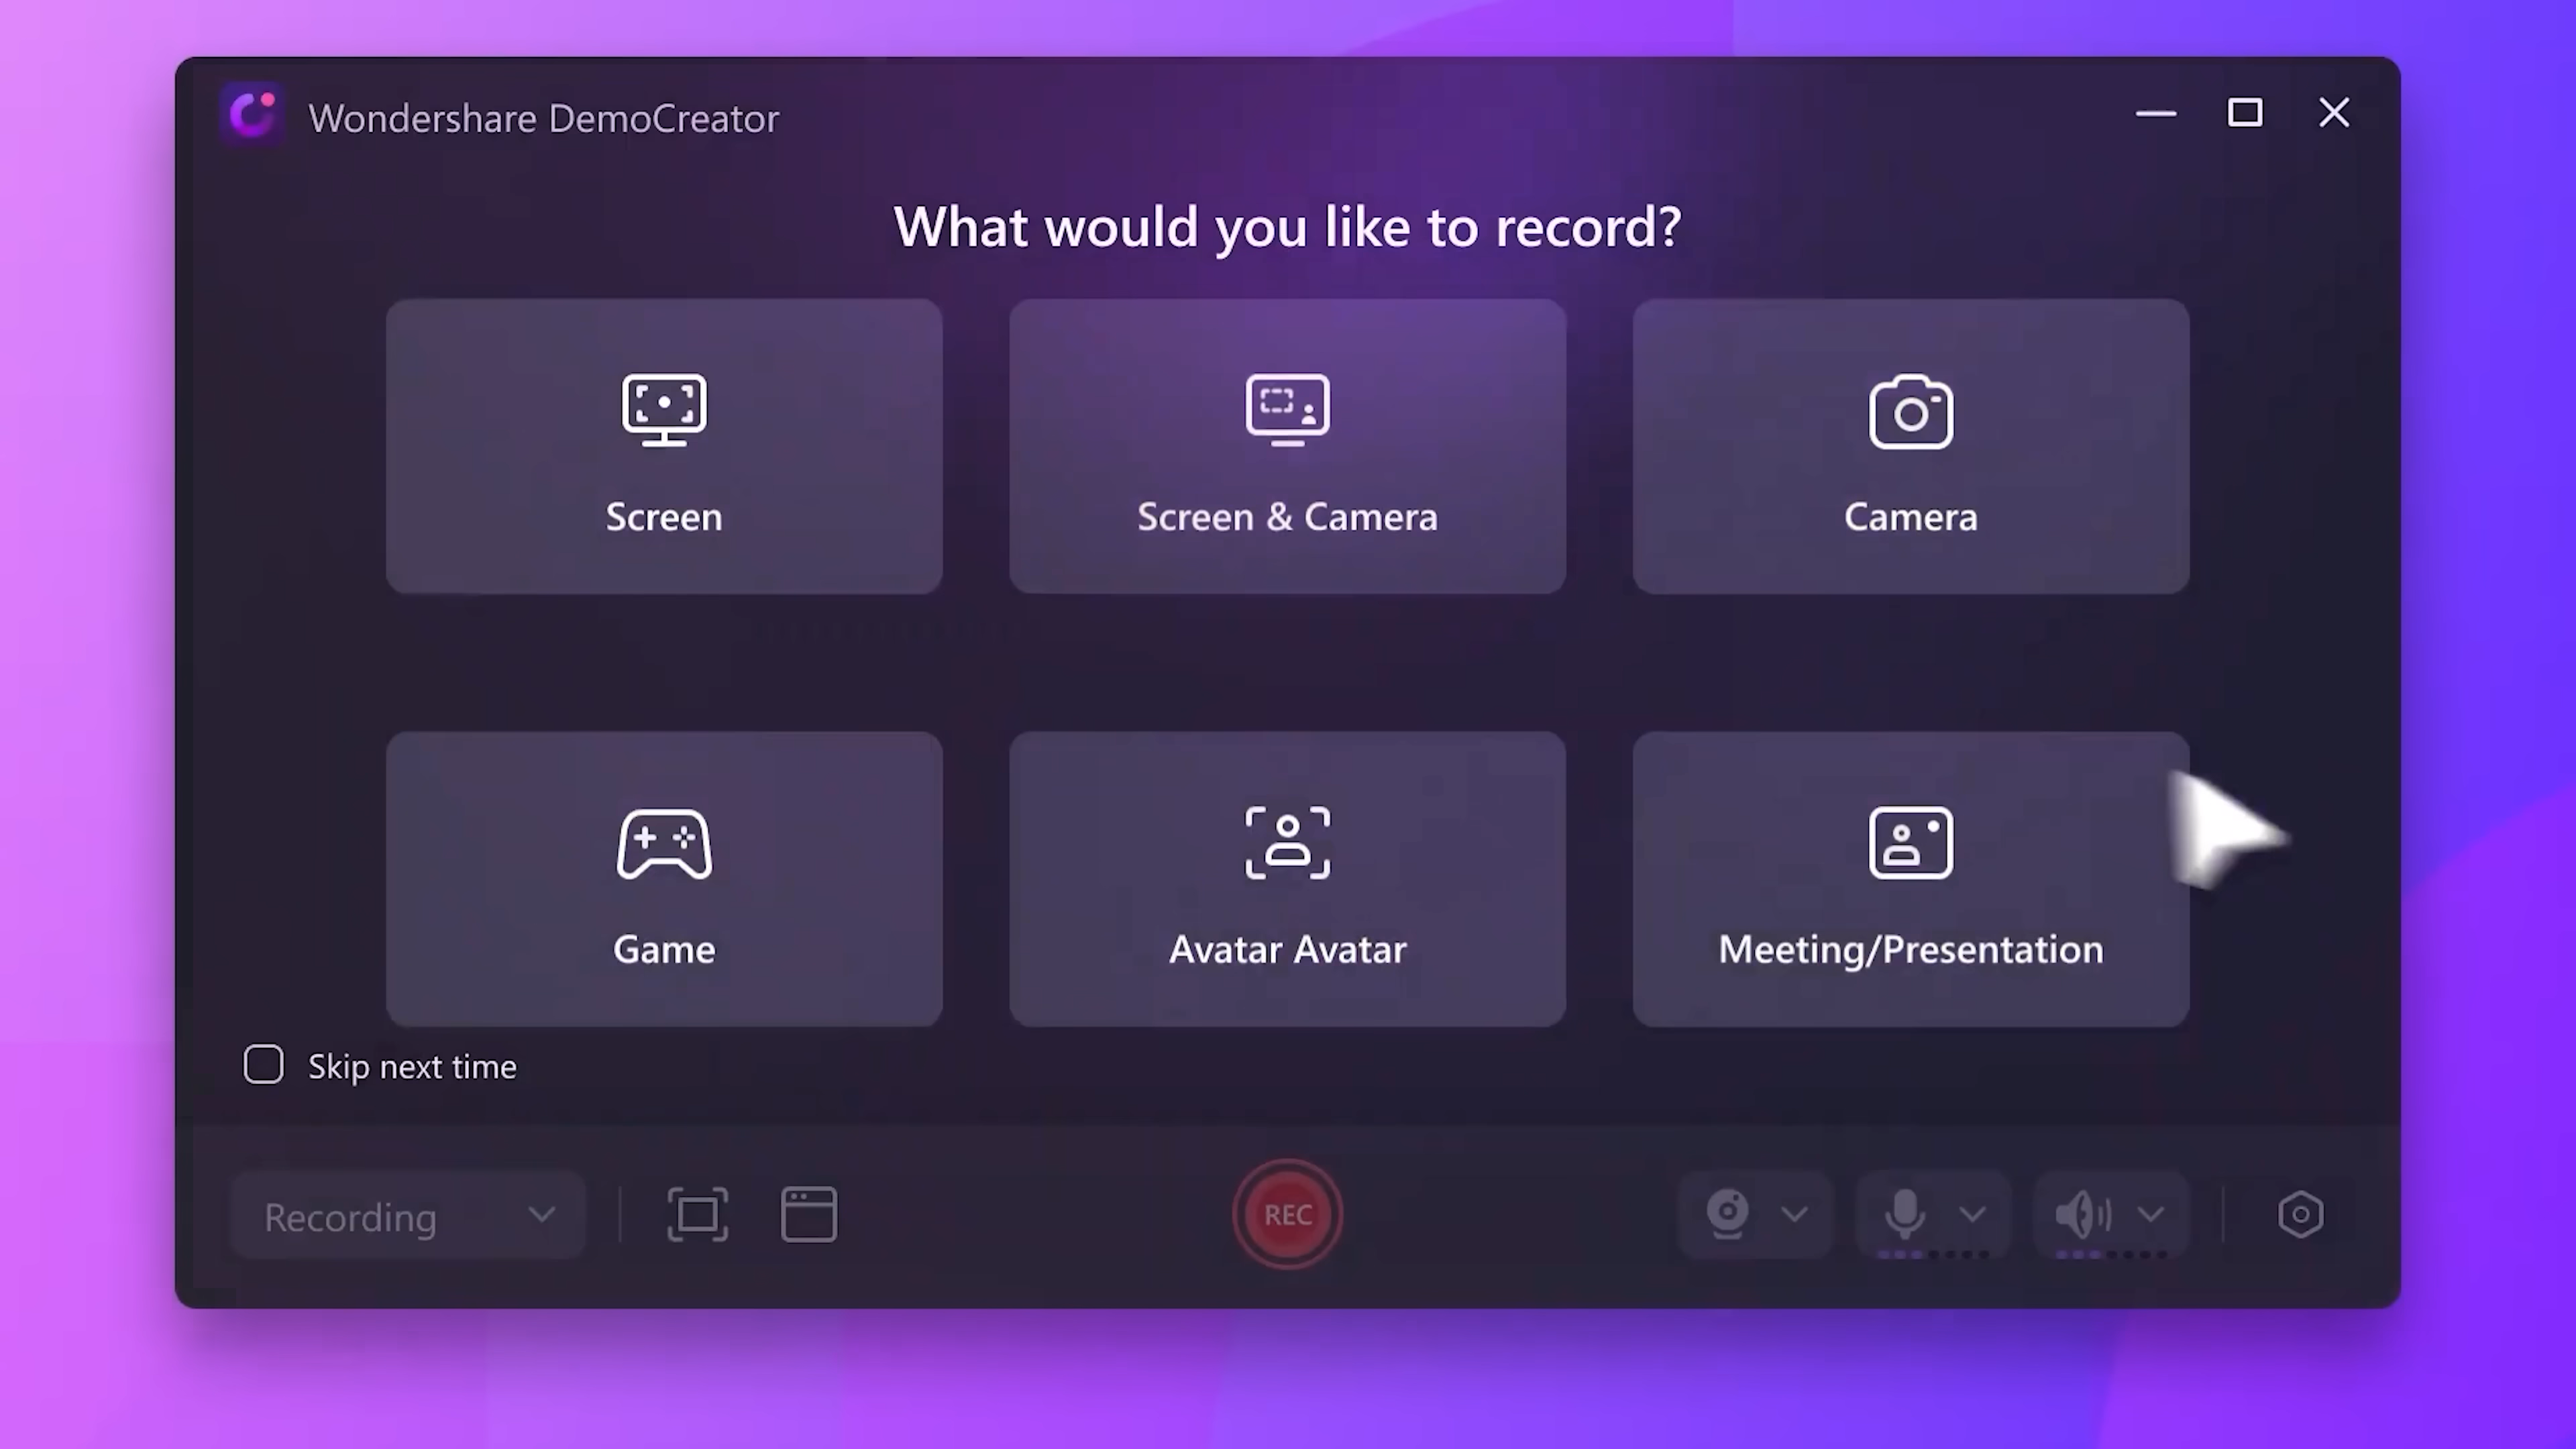 Wondershare DemoCreator
What would you like to record?
Screen
Screen & Camera
Camera
Game
Avatar Avatar
Meeting/Presentation
Skip next time
Recording
REC